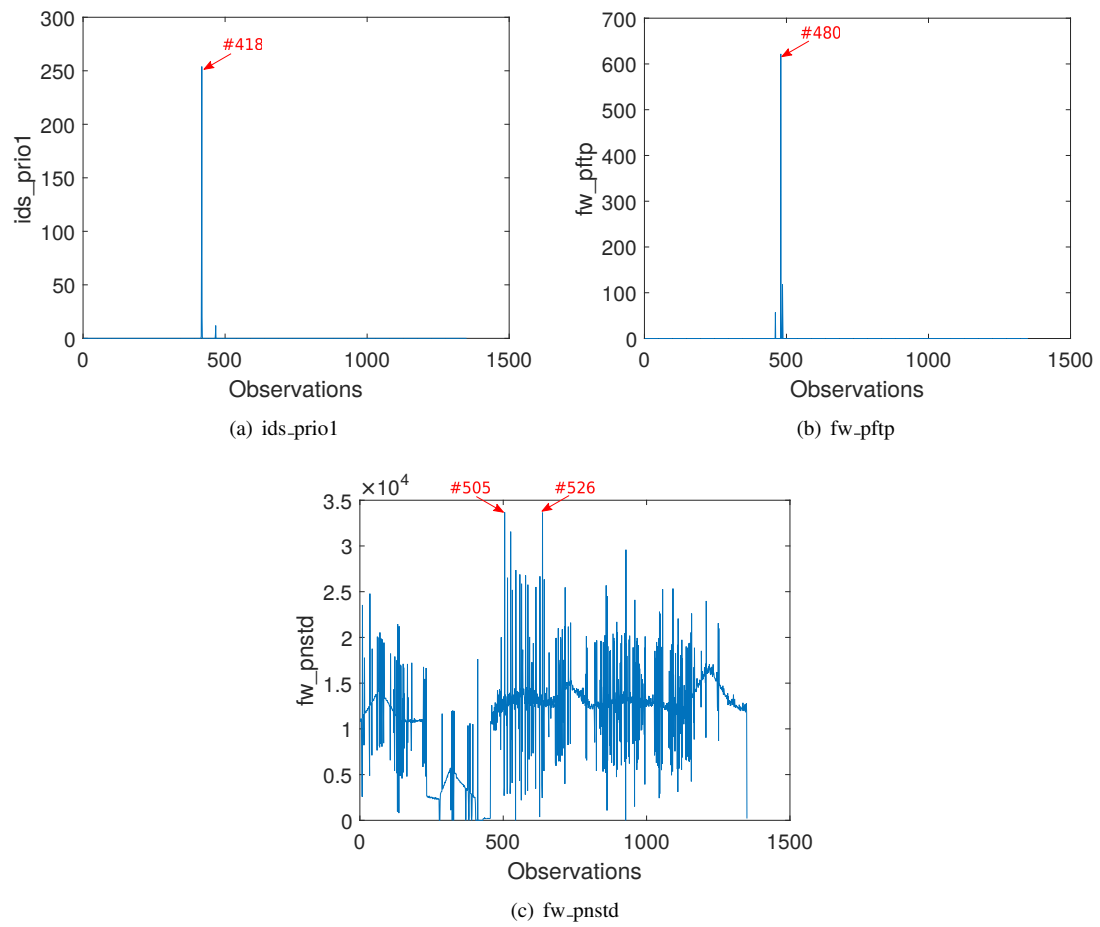 300
250
200
150
100
50
0
ids_prio1
#418
0 500 1000 1500
Observations
(a) ids_prio1
700
600
500
400
300
200
100
0
fw_pftp
#480
0 500 1000 1500
Observations
(b) fw_pftp
×10^4
#505 #526
3.5
3
2.5
2
1.5
1
0.5
0
fw_pnstd
0 500 1000 1500
Observations
(c) fw_pnstd